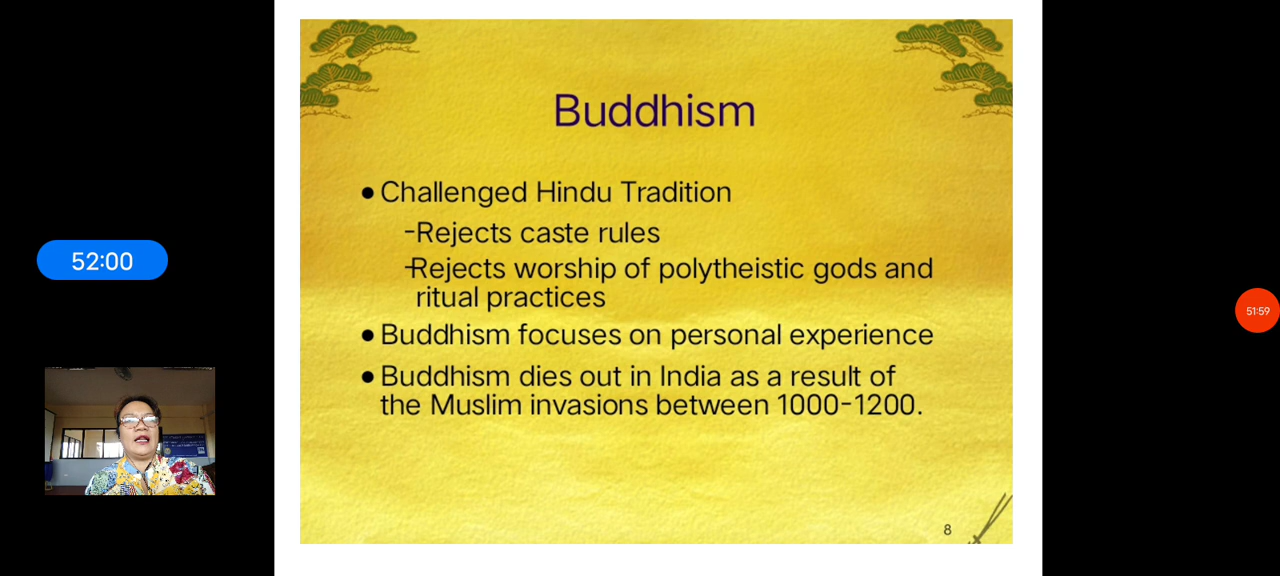 Buddhism
● Challenged Hindu Tradition
-Rejects caste rules
-Rejects worship of polytheistic gods and
ritual practices
● Buddhism focuses on personal experience
● Buddhism dies out in India as a result of
the Muslim invasions between 1000-1200.
8
52:00
51:59